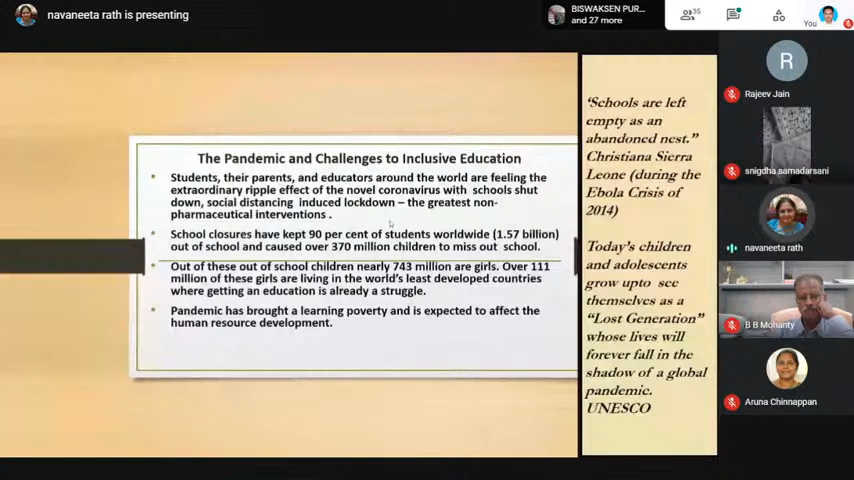 navaneeta rath is presenting
BISWAKSEN PUR...
and 27 more
35
You
The Pandemic and Challenges to Inclusive Education
• Students, their parents, and educators around the world are feeling the
extraordinary ripple effect of the novel coronavirus with schools shut
down, social distancing induced lockdown – the greatest non-
pharmaceutical interventions .
• School closures have kept 90 per cent of students worldwide (1.57 billion)
out of school and caused over 370 million children to miss out school.
• Out of these out of school children nearly 743 million are girls. Over 111
million of these girls are living in the world's least developed countries
where getting an education is already a struggle.
• Pandemic has brought a learning poverty and is expected to affect the
human resource development.
‘Schools are left
empty as an
abandoned nest.”
Christiana Sierra
Leone (during the
Ebola Crisis of
2014)
Today's children
and adolescents
grow upto see
themselves as a
“Lost Generation”
whose lives will
forever fall in the
shadow of a global
pandemic.
UNESCO
R
Rajeev Jain
snigdha samadarsani
navaneeta rath
B B Mohanty
Aruna Chinnappan